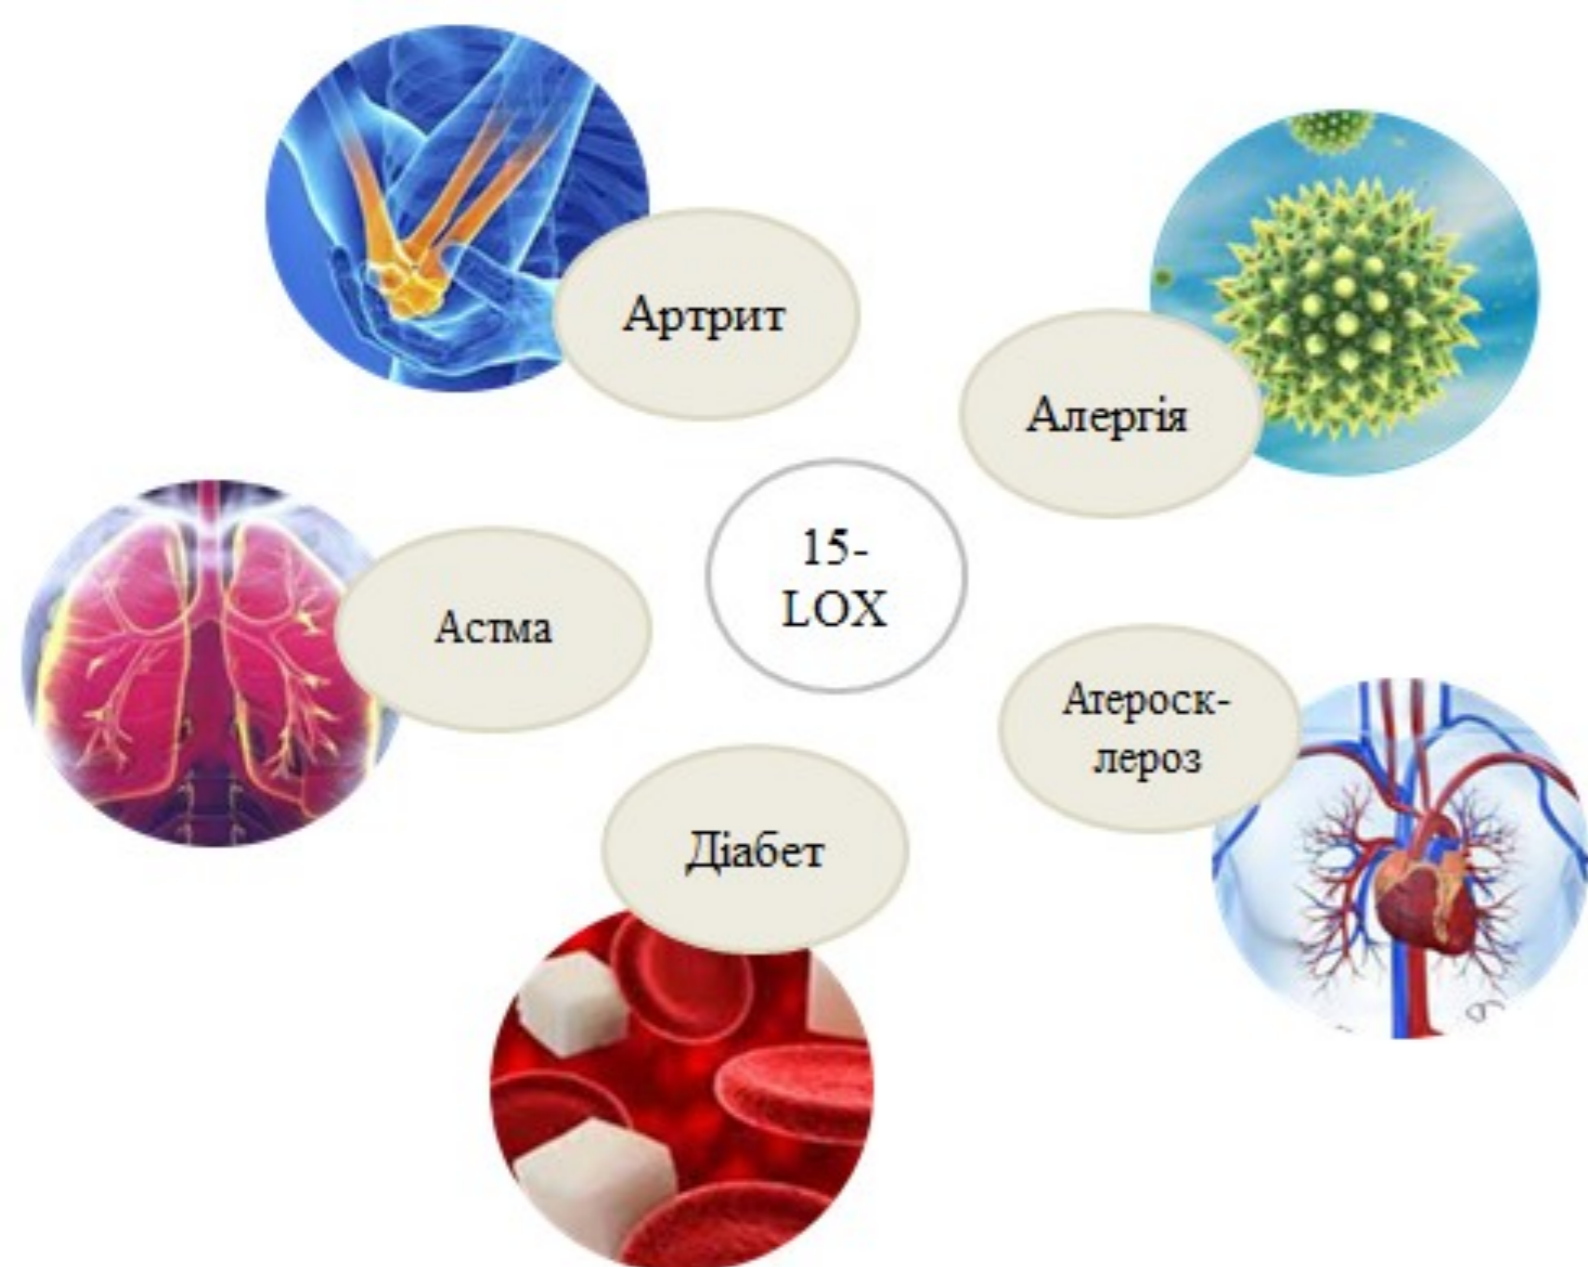 Артрит
Алергія
15-
LOX
Астма
Атероск-
лероз
Діабет